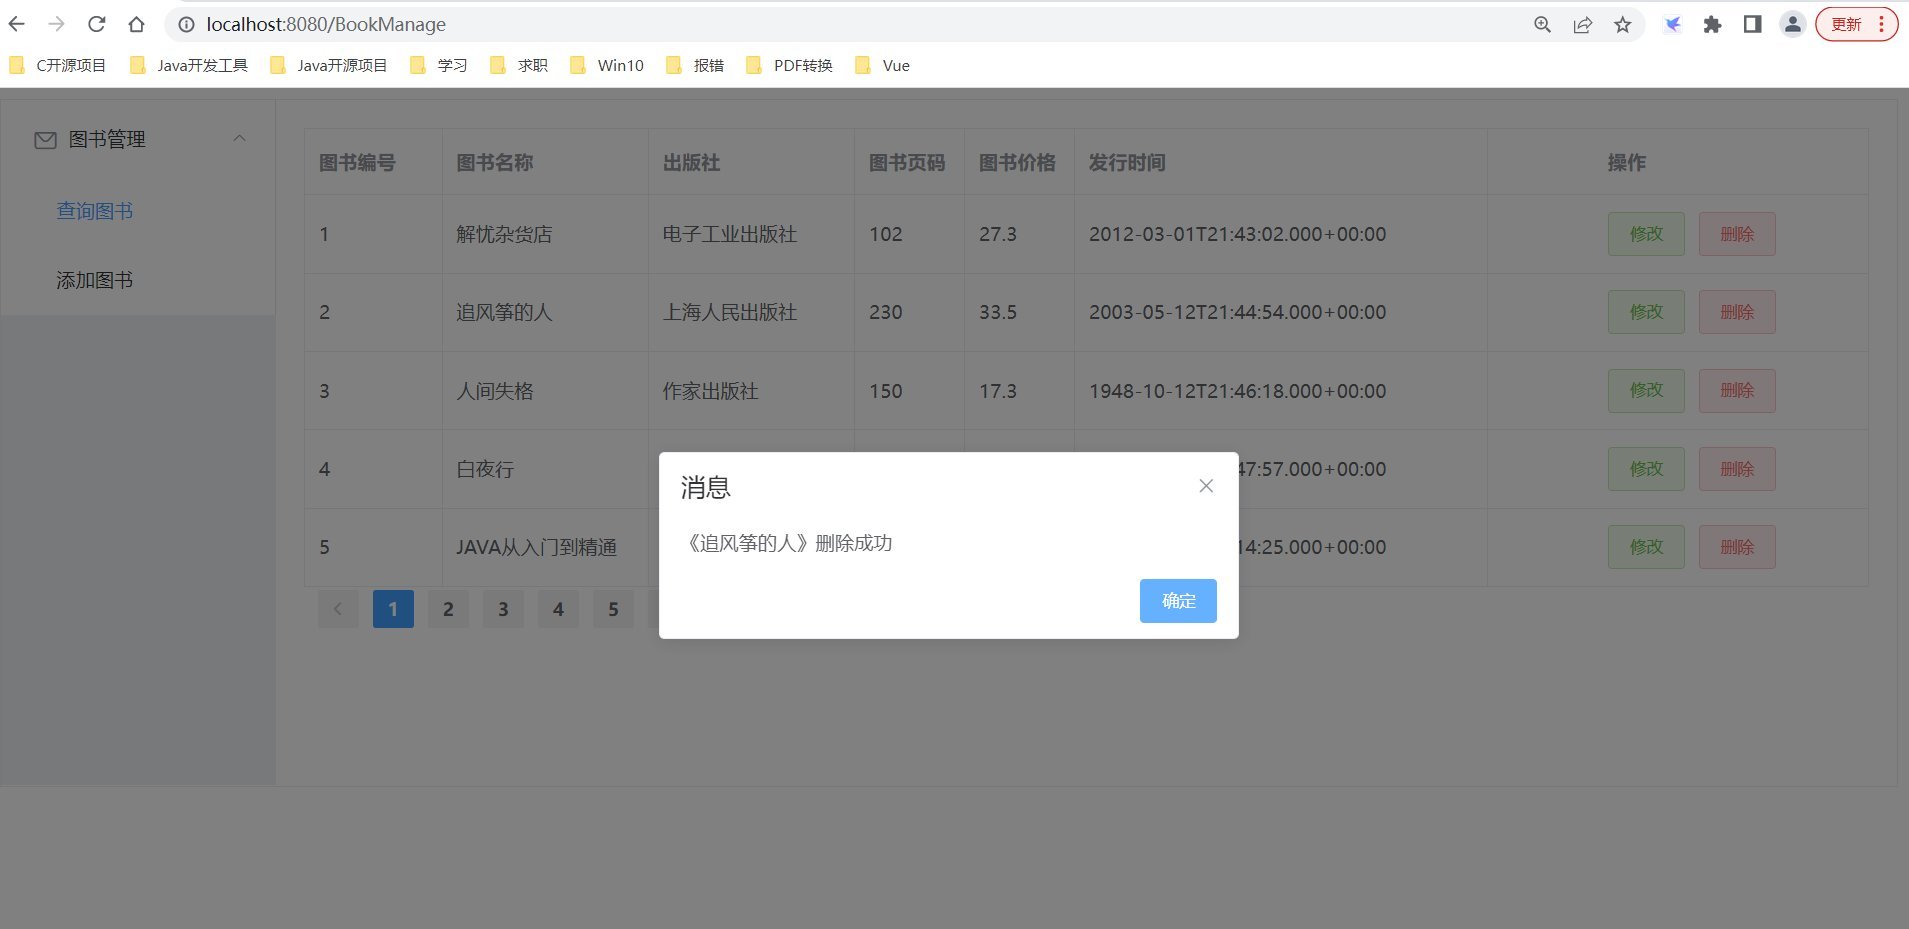 localhost:8080/BookManage 更新
C开源项目 Java开发工具 Java开源项目 学习 求职 Win10 报错 PDF转换 Vue
图书管理
查询图书
添加图书
图书编号 图书名称 出版社 图书页码 图书价格 发行时间 操作
1 解忧杂货店 电子工业出版社 102 27.3 2012-03-01T21:43:02.000+00:00 修改 删除
2 追风筝的人 上海人民出版社 230 33.5 2003-05-12T21:44:54.000+00:00 修改 删除
3 人间失格 作家出版社 150 17.3 1948-10-12T21:46:18.000+00:00 修改 删除
4 白夜行 47:57.000+00:00 修改 删除
5 JAVA从入门到精通 14:25.000+00:00 修改 删除
1 2 3 4 5
消息
《追风筝的人》删除成功
确定